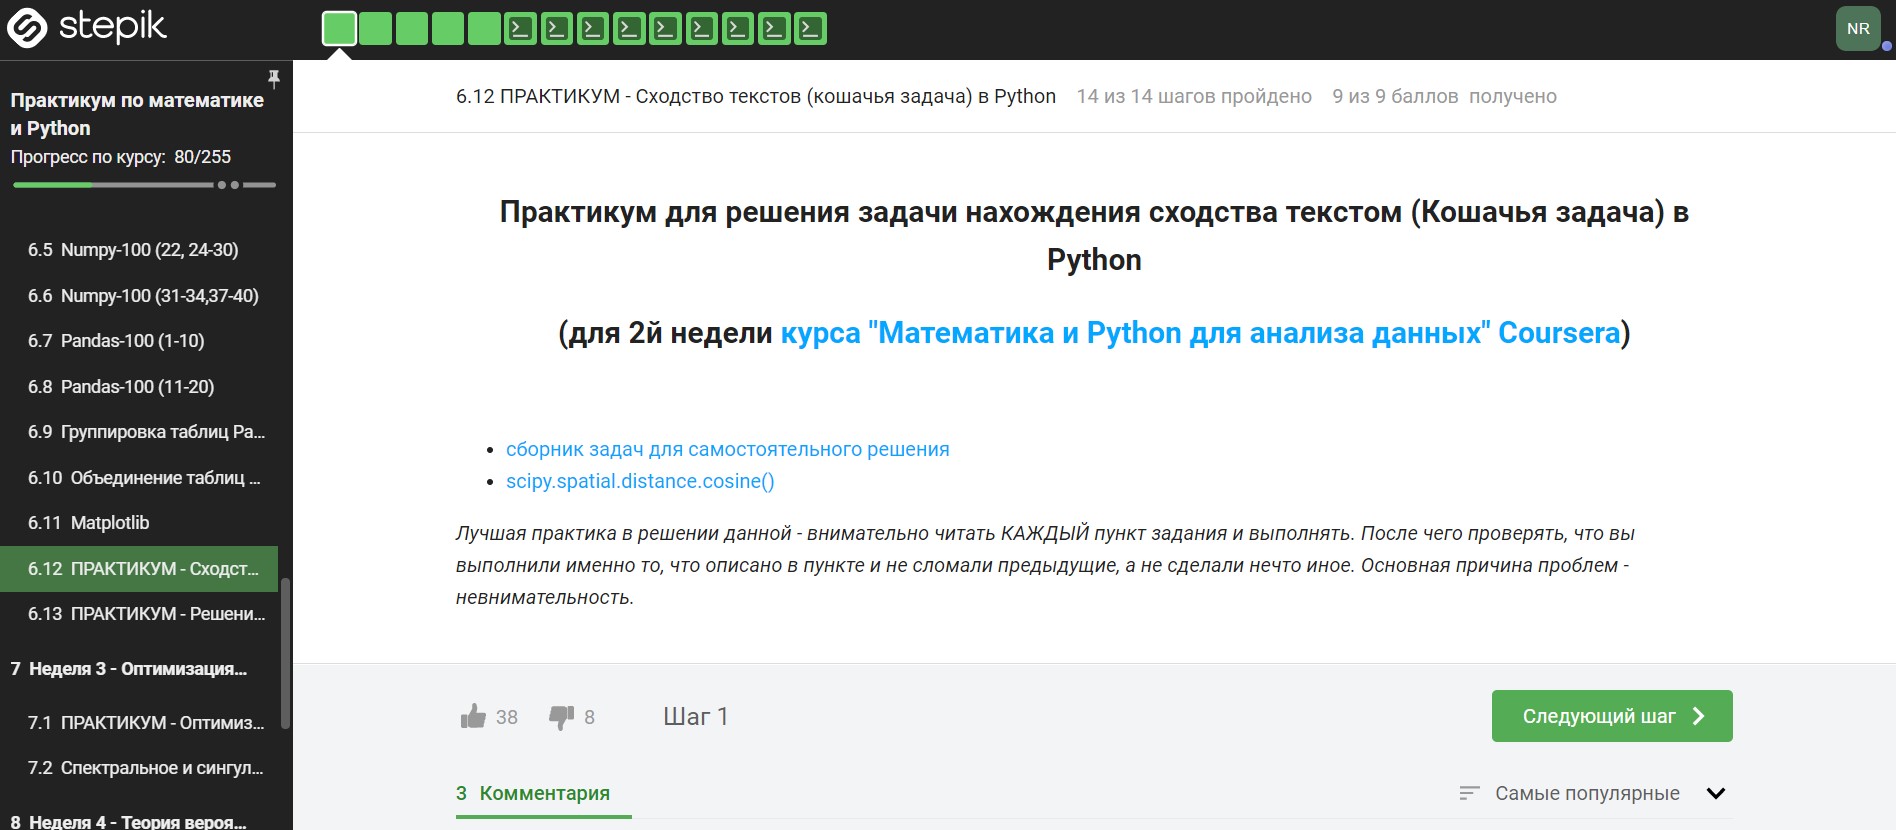 stepik
NR
Практикум по математике
и Python
Прогресс по курсу: 80/255
6.5 Numpy-100 (22, 24-30)
6.6 Numpy-100 (31-34,37-40)
6.7 Pandas-100 (1-10)
6.8 Pandas-100 (11-20)
6.9 Группировка таблиц Pa...
6.10 Объединение таблиц ...
6.11 Matplotlib
6.12 ПРАКТИКУМ - Сходст...
6.13 ПРАКТИКУМ - Решени...
7 Неделя 3 - Оптимизация...
7.1 ПРАКТИКУМ - Оптимиз...
7.2 Спектральное и сингул...
8 Неделя 4 - Теория вероя...
6.12 ПРАКТИКУМ - Сходство текстов (кошачья задача) в Python 14 из 14 шагов пройдено 9 из 9 баллов получено
Практикум для решения задачи нахождения сходства текстом (Кошачья задача) в
Python
(для 2й недели курса "Математика и Python для анализа данных" Coursera)
• сборник задач для самостоятельного решения
• scipy.spatial.distance.cosine()
Лучшая практика в решении данной - внимательно читать КАЖДЫЙ пункт задания и выполнять. После чего проверять, что вы
выполнили именно то, что описано в пункте и не сломали предыдущие, а не сделали нечто иное. Основная причина проблем -
невнимательность.
38 8 Шаг 1 Следующий шаг
3 Комментария Самые популярные